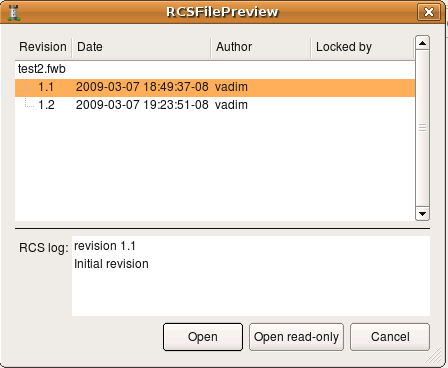 RCSFilePreview
Revision Date Author Locked by
test2.fwb
1.1 2009-03-07 18:49:37-08 vadim
1.2 2009-03-07 19:23:51-08 vadim
RCS log: revision 1.1
Initial revision
Open Open read-only Cancel